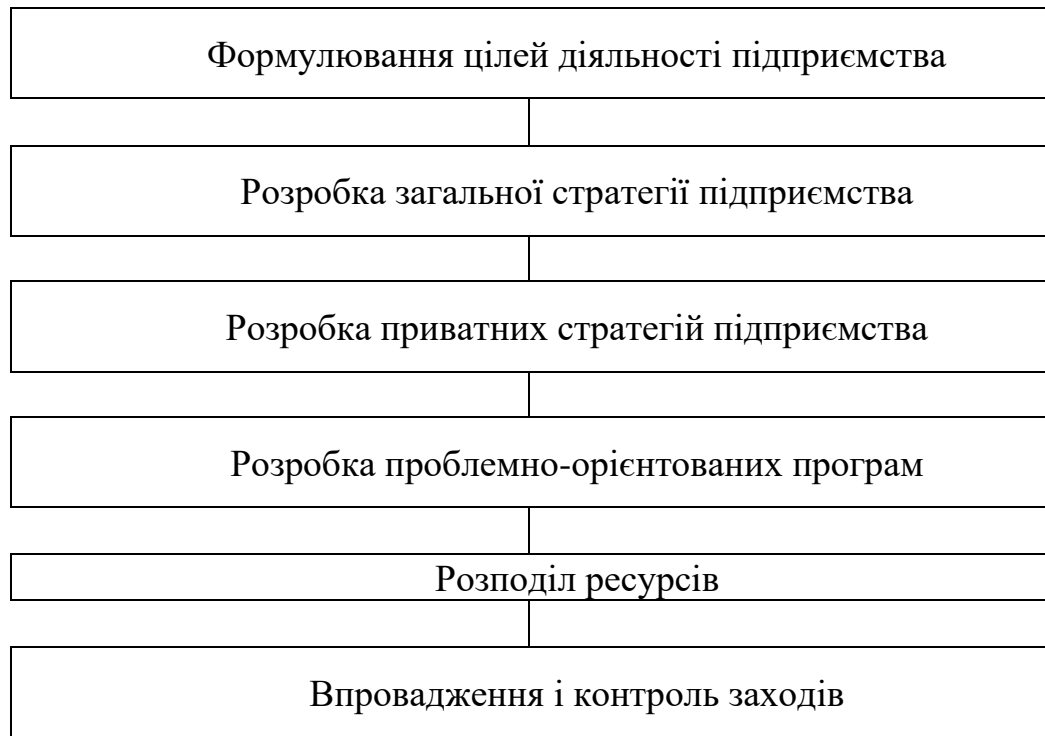 Формулювання цілей діяльності підприємства
Розробка загальної стратегії підприємства
Розробка приватних стратегій підприємства
Розробка проблемно-орієнтованих програм
Розподіл ресурсів
Впровадження і контроль заходів